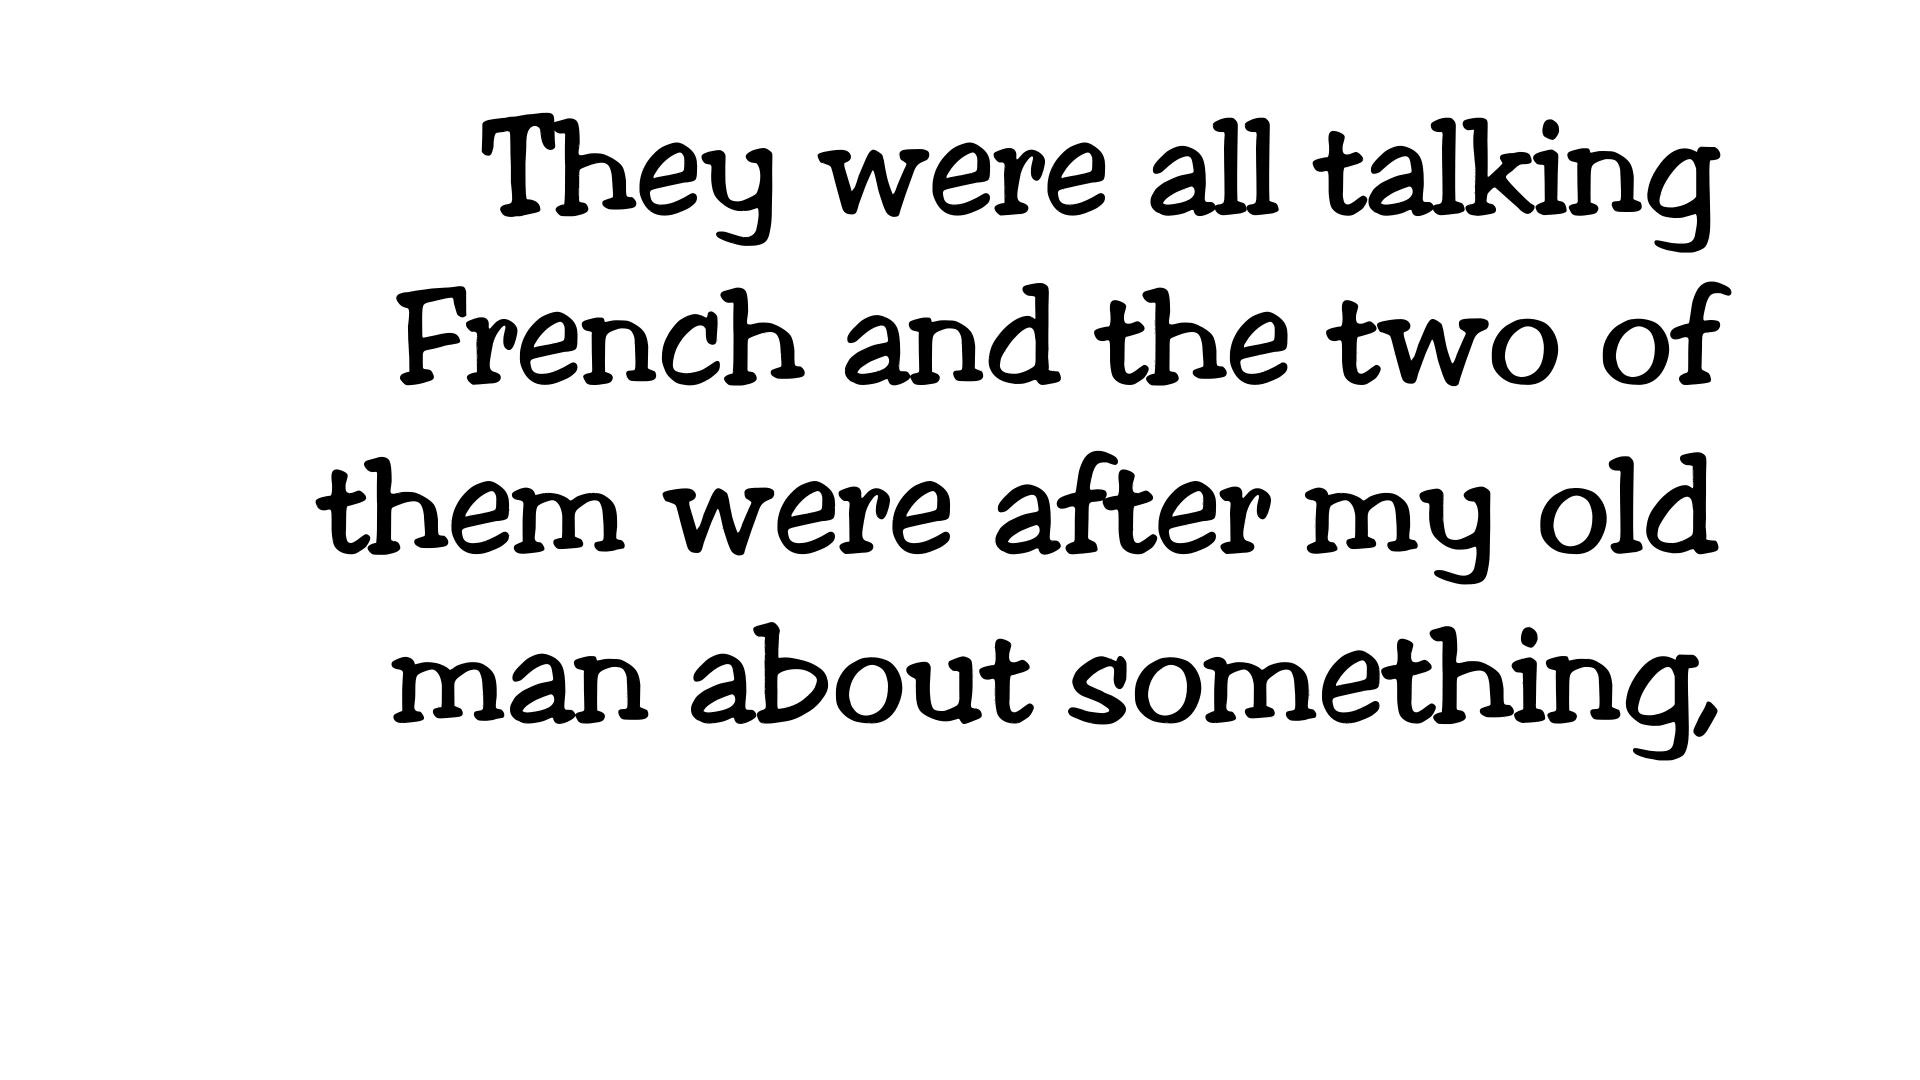 They were all talking
French and the two of
them were after my old
man about something,